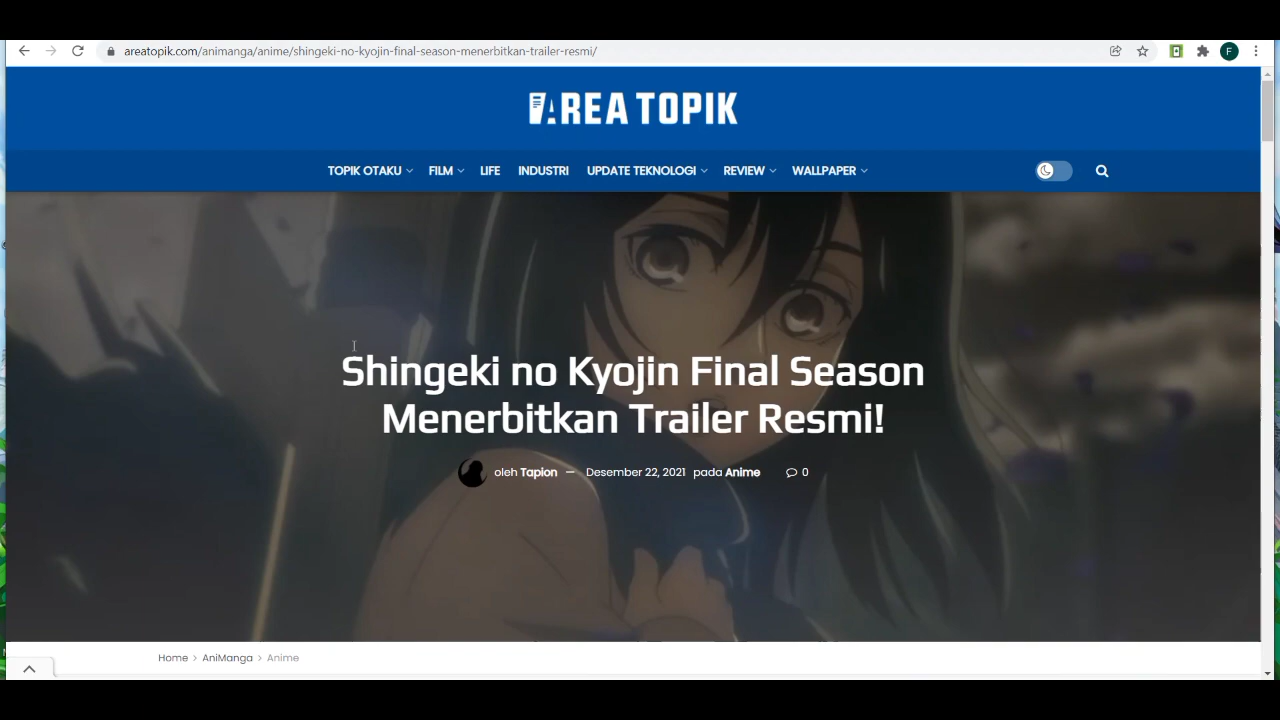 areatopik.com/animanga/anime/shingeki-no-kyojin-final-season-menerbitkan-trailer-resmi/
F
AREA TOPIK
TOPIK OTAKU FILM LIFE INDUSTRI UPDATE TEKNOLOGI REVIEW WALLPAPER
Shingeki no Kyojin Final Season
Menerbitkan Trailer Resmi!
oleh Tapion — Desember 22, 2021 pada Anime 0
Home > AniManga > Anime